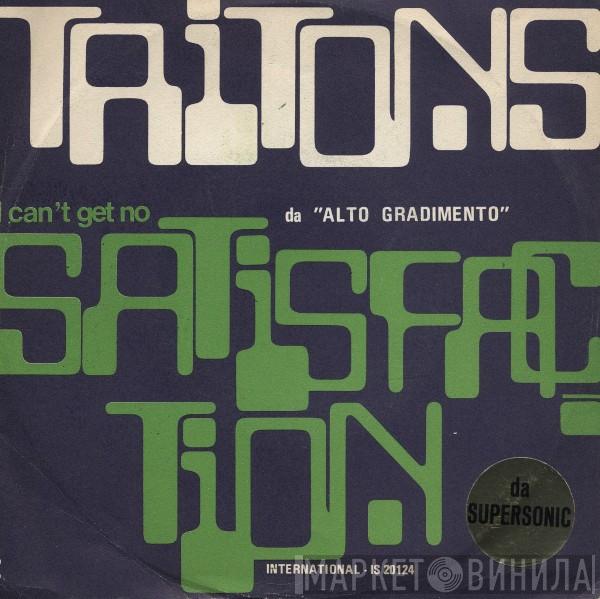 TRITONS
I can't get no
da "ALTO GRADIMENTO"
SATISFAC-
TION
da
SUPERSONIC
INTERNATIONAL - IS 20124
МАРКЕТ ВИНИЛА